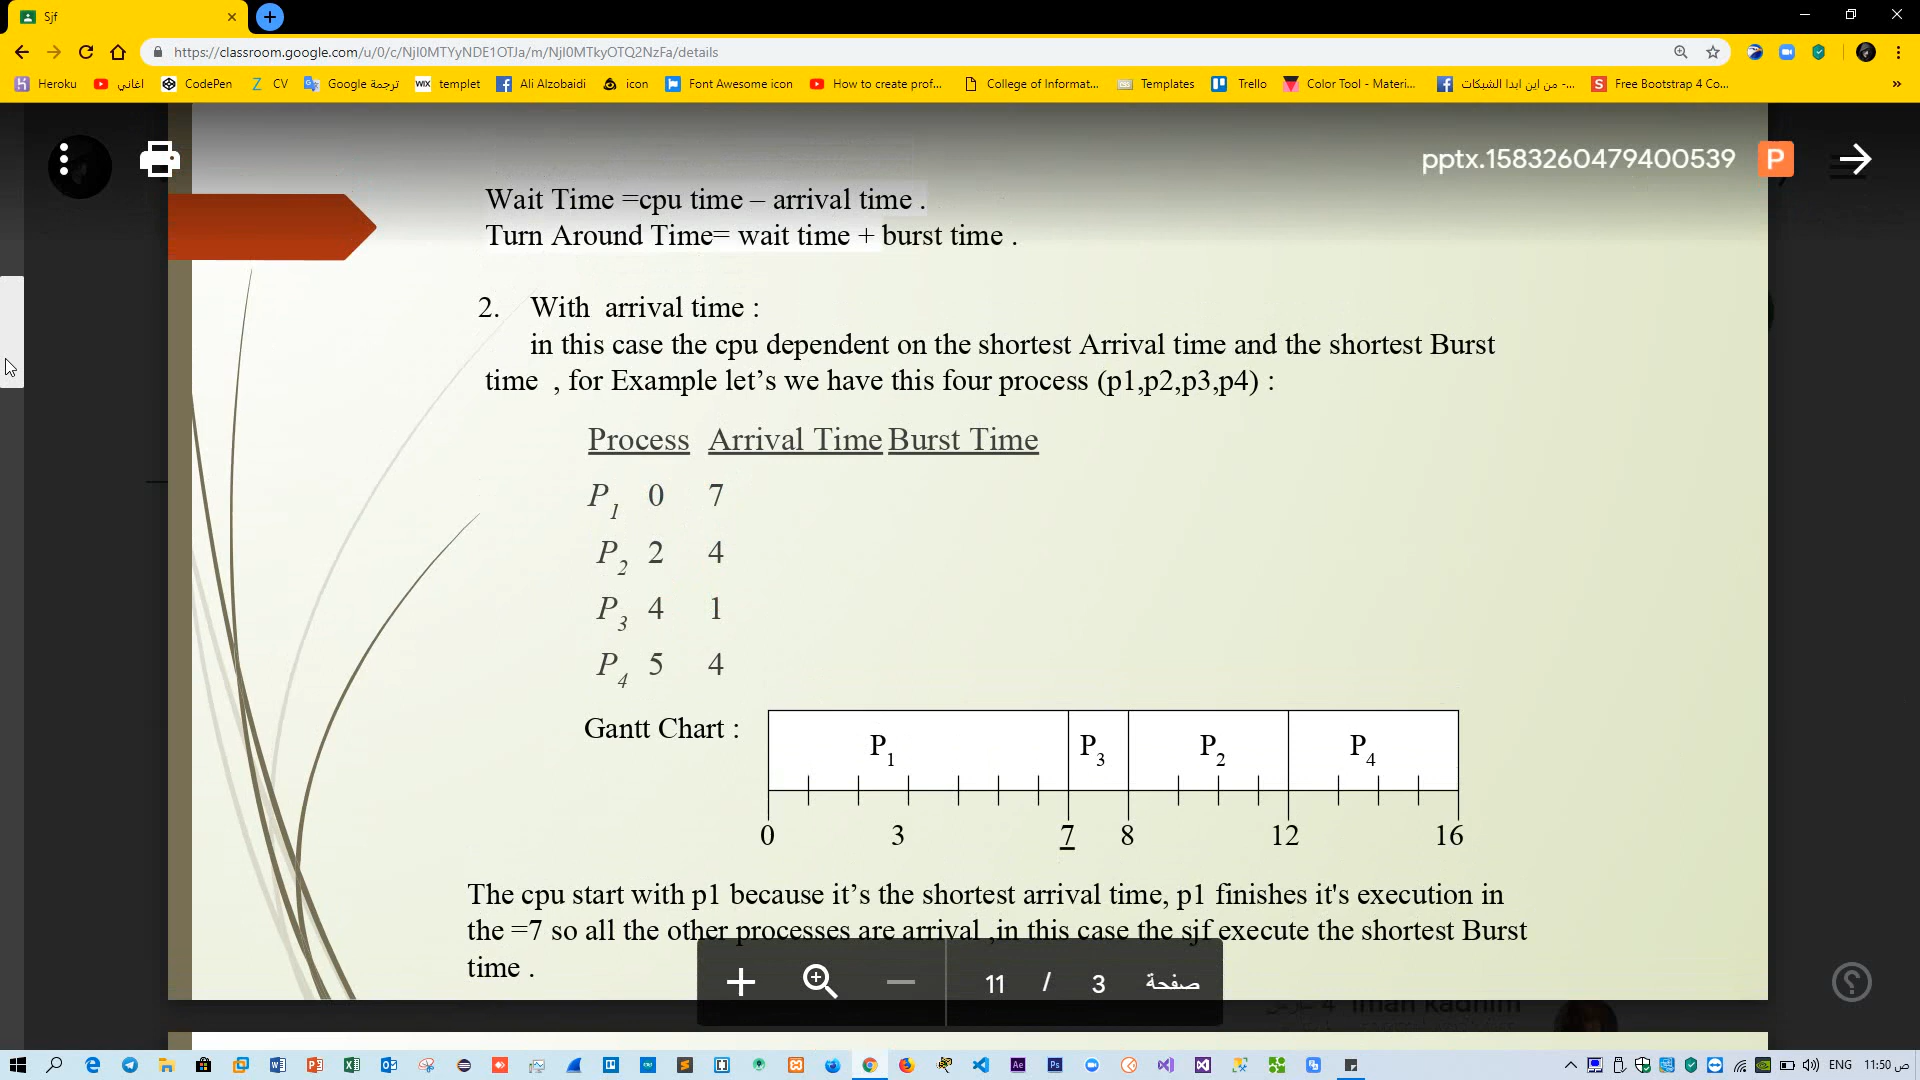 Sjf
https://classroom.google.com/u/0/c/NjI0MTYyNDE1OTJa/m/NjI0MTkyOTQ2NzFa/details
Heroku اغاني CodePen CV Google ترجمة templet Ali Alzobaidi icon Font Awesome icon How to create prof... College of Informat... Templates Trello Color Tool - Materi... من اين ابدا الشبكات -... Free Bootstrap 4 Co... »
pptx.1583260479400539 P
Wait Time =cpu time – arrival time .
Turn Around Time= wait time + burst time .
2. With arrival time :
in this case the cpu dependent on the shortest Arrival time and the shortest Burst
time , for Example let’s we have this four process (p1,p2,p3,p4) :
Process Arrival Time Burst Time
P1 0 7
P2 2 4
P3 4 1
P4 5 4
Gantt Chart :
P1 P3 P2 P4
0 3 7 8 12 16
The cpu start with p1 because it’s the shortest arrival time, p1 finishes it's execution in
the =7 so all the other processes are arrival ,in this case the sjf execute the shortest Burst
time .
صفحة 3 / 11
iman kadhim
ENG 11:50 ص